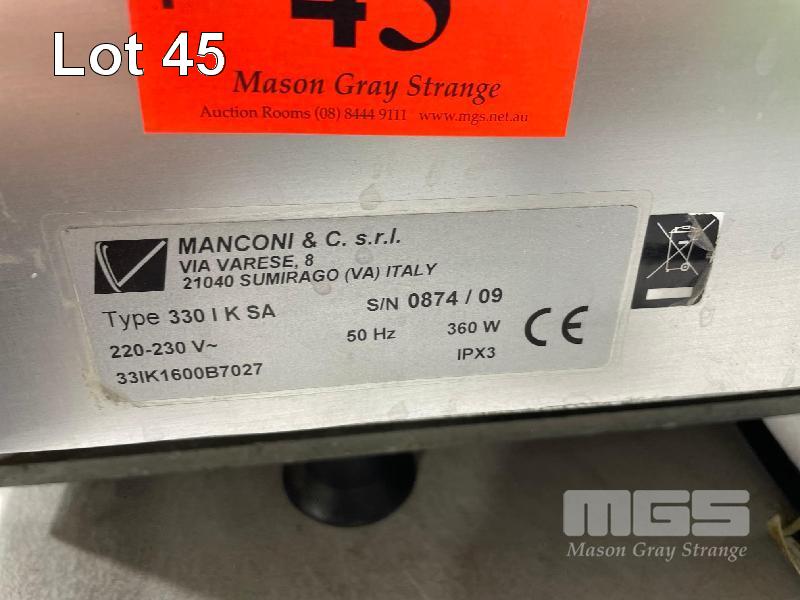 Lot 45
45
Mason Gray Strange
Auction Rooms (08) 8444 9111 www.mgs.net.au
MANCONI & C. s.r.l.
VIA VARESE, 8
21040 SUMIRAGO (VA) ITALY
Type 330 I K SA S/N 0874 / 09
220-230 V~ 50 Hz 360 W
33IK1600B7027 IPX3
CE
MGS
Mason Gray Strange